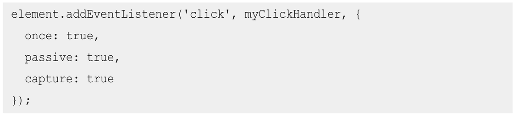 element.addEventListener('click', myClickHandler, {
  once: true,
  passive: true,
  capture: true
});